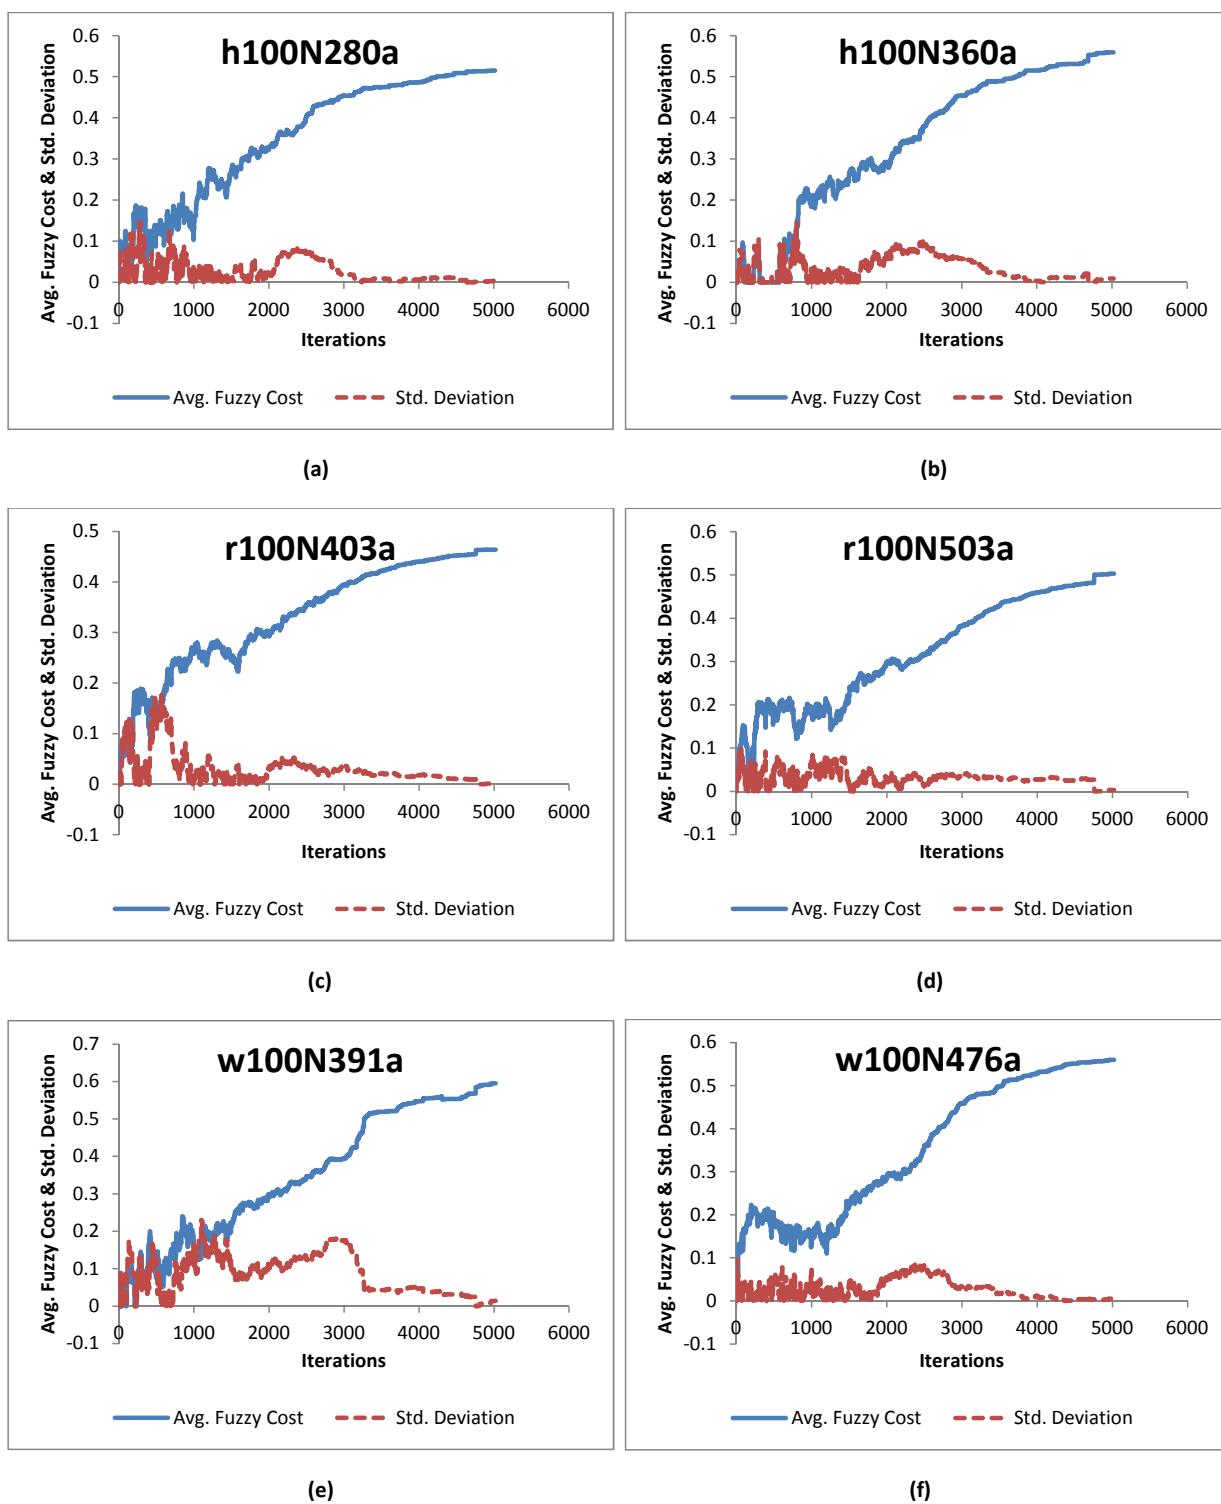 h100N280a
Avg. Fuzzy Cost & Std. Deviation
0.6
0.5
0.4
0.3
0.2
0.1
0
-0.1
0 1000 2000 3000 4000 5000 6000
Iterations
Avg. Fuzzy Cost Std. Deviation
(a)
h100N360a
Avg. Fuzzy Cost & Std. Deviation
0.6
0.5
0.4
0.3
0.2
0.1
0
-0.1
0 1000 2000 3000 4000 5000 6000
Iterations
Avg. Fuzzy Cost Std. Deviation
(b)
r100N403a
Avg. Fuzzy Cost & Std. Deviation
0.5
0.4
0.3
0.2
0.1
0
-0.1
0 1000 2000 3000 4000 5000 6000
Iterations
Avg. Fuzzy Cost Std. Deviation
(c)
r100N503a
Avg. Fuzzy Cost & Std. Deviation
0.6
0.5
0.4
0.3
0.2
0.1
0
-0.1
0 1000 2000 3000 4000 5000 6000
Iterations
Avg. Fuzzy Cost Std. Deviation
(d)
w100N391a
Avg. Fuzzy Cost & Std. Deviation
0.7
0.6
0.5
0.4
0.3
0.2
0.1
0
-0.1
0 1000 2000 3000 4000 5000 6000
Iterations
Avg. Fuzzy Cost Std. Deviation
(e)
w100N476a
Avg. Fuzzy Cost & Std. Deviation
0.6
0.5
0.4
0.3
0.2
0.1
0
-0.1
0 1000 2000 3000 4000 5000 6000
Iterations
Avg. Fuzzy Cost Std. Deviation
(f)